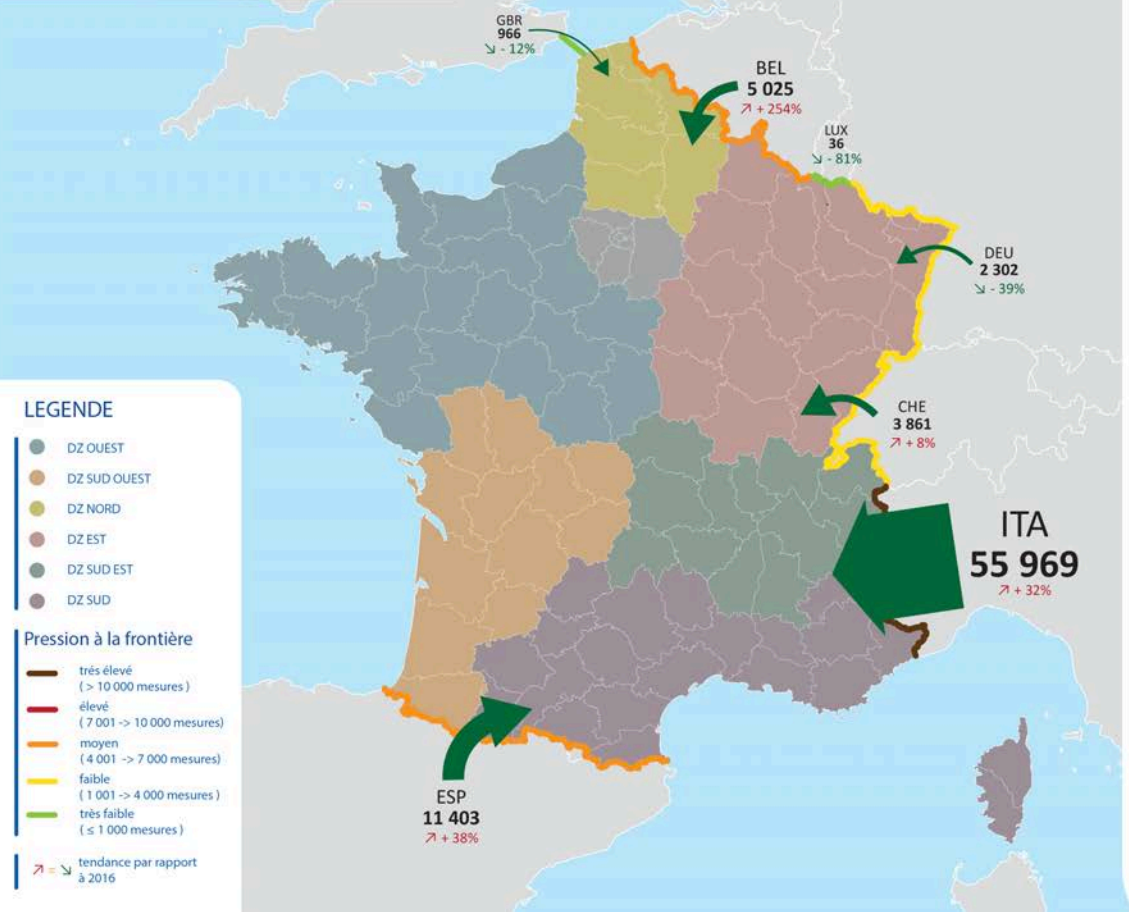 GBR
966
↘ - 12%
BEL
5 025
↗ + 254%
LUX
36
↘ - 81%
DEU
2 302
↘ - 39%
CHE
3 861
↗ + 8%
ITA
55 969
↗ + 32%
ESP
11 403
↗ + 38%
LEGENDE
DZ OUEST
DZ SUD OUEST
DZ NORD
DZ EST
DZ SUD EST
DZ SUD
Pression à la frontière
trés élevé
( > 10 000 mesures )
élevé
( 7 001 -> 10 000 mesures)
moyen
( 4 001 -> 7 000 mesures)
faible
( 1 001 -> 4 000 mesures )
très faible
( ≤ 1 000 mesures )
↗ = ↘ tendance par rapport
à 2016